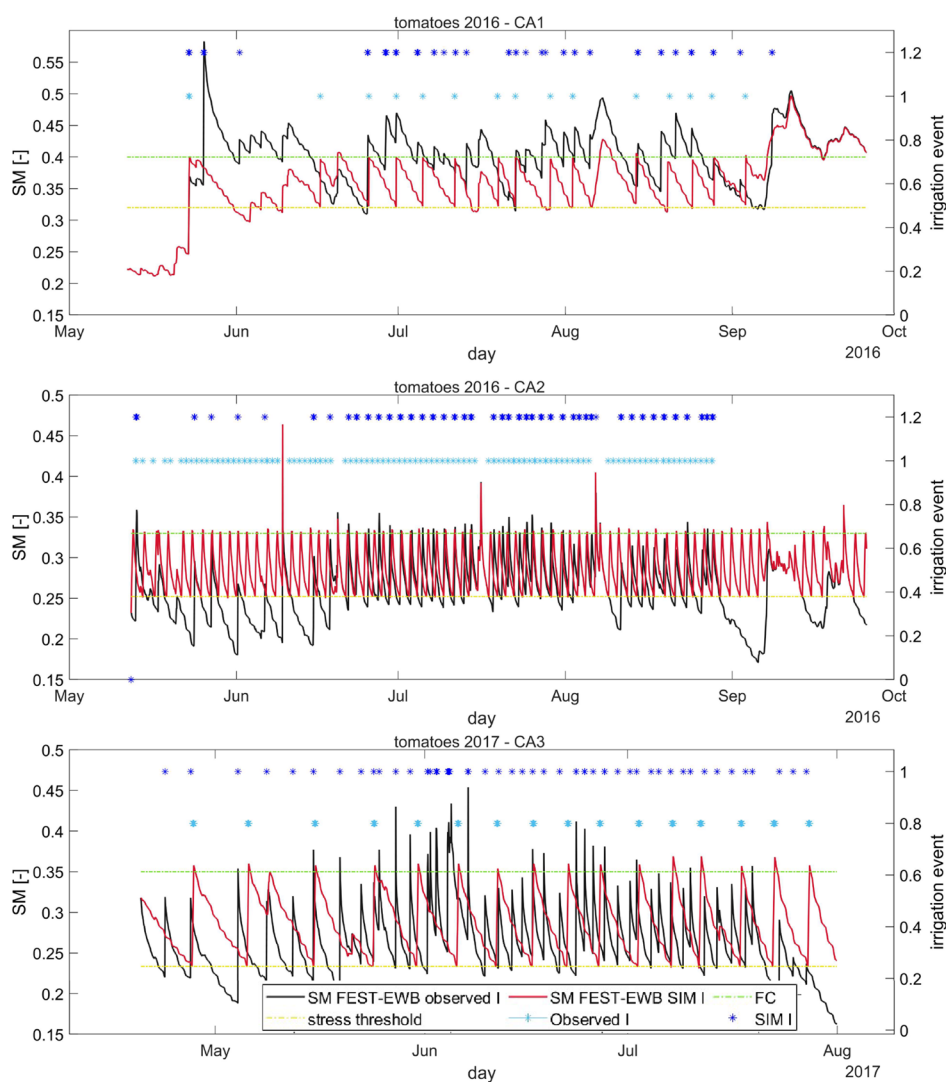 tomatoes 2016 - CA1
0.55
0.5
0.45
0.4
0.35
0.3
0.25
0.2
0.15
SM [-]
1.2
1
0.8
0.6
0.4
0.2
0
irrigation event
May
Jun
Jul
Aug
Sep
Oct
day
2016
tomatoes 2016 - CA2
0.5
0.45
0.4
0.35
0.3
0.25
0.2
0.15
SM [-]
1.2
1
0.8
0.6
0.4
0.2
0
irrigation event
May
Jun
Jul
Aug
Sep
Oct
day
2016
tomatoes 2017 - CA3
0.5
0.45
0.4
0.35
0.3
0.25
0.2
0.15
SM [-]
1
0.8
0.6
0.4
0.2
0
irrigation event
SM FEST-EWB observed I
SM FEST-EWB SIM I
FC
stress threshold
Observed I
SIM I
May
Jun
Jul
Aug
day
2017